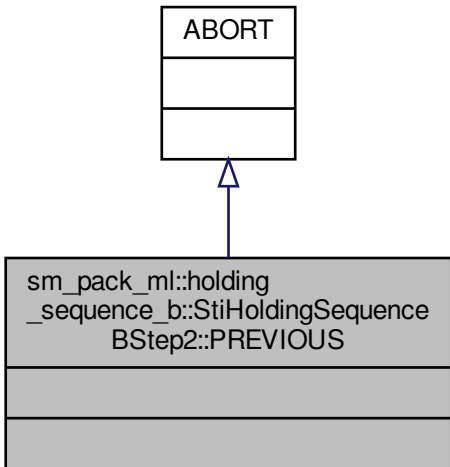 ABORT
sm_pack_ml::holding
_sequence_b::StiHoldingSequence
BStep2::PREVIOUS